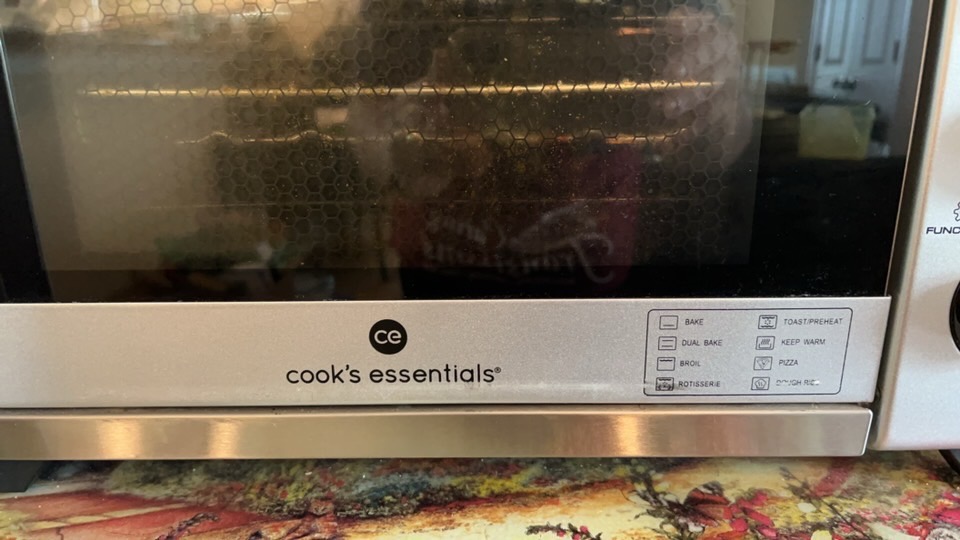 FUNC
ce
cook's essentials®
BAKE
DUAL BAKE
BROIL
ROTISSERIE
TOAST/PREHEAT
KEEP WARM
PIZZA
DOUGH RISE